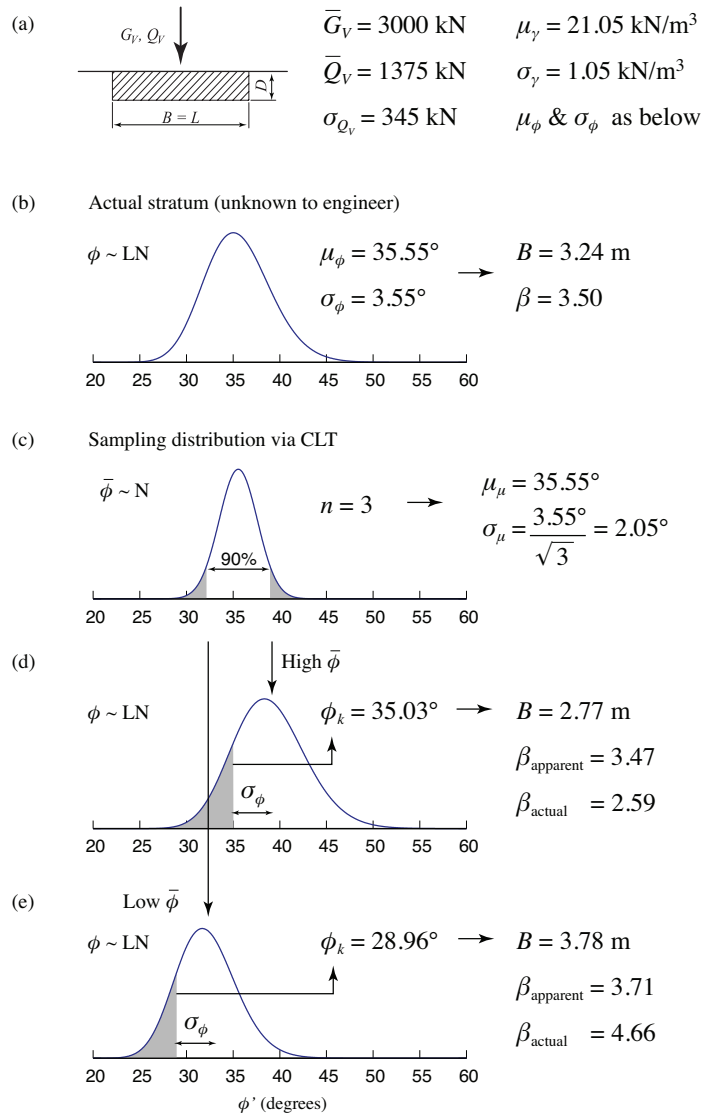 (a)
G_V, Q_V
D
B = L
G̅_V = 3000 kN
μ_γ = 21.05 kN/m³
Q̅_V = 1375 kN
σ_γ = 1.05 kN/m³
σ_{Q_V} = 345 kN
μ_ϕ & σ_ϕ as below
(b) Actual stratum (unknown to engineer)
ϕ ~ LN
μ_ϕ = 35.55°
B = 3.24 m
σ_ϕ = 3.55°
β = 3.50
20 25 30 35 40 45 50 55 60
(c) Sampling distribution via CLT
ϕ̅ ~ N
90%
n = 3
μ_μ = 35.55°
σ_μ = 3.55°/√3 = 2.05°
20 25 30 35 40 45 50 55 60
(d)
High ϕ̅
ϕ ~ LN
ϕ_k = 35.03°
B = 2.77 m
β_apparent = 3.47
σ_ϕ
β_actual = 2.59
20 25 30 35 40 45 50 55 60
(e)
Low ϕ̅
ϕ ~ LN
ϕ_k = 28.96°
B = 3.78 m
β_apparent = 3.71
σ_ϕ
β_actual = 4.66
20 25 30 35 40 45 50 55 60
ϕ’ (degrees)